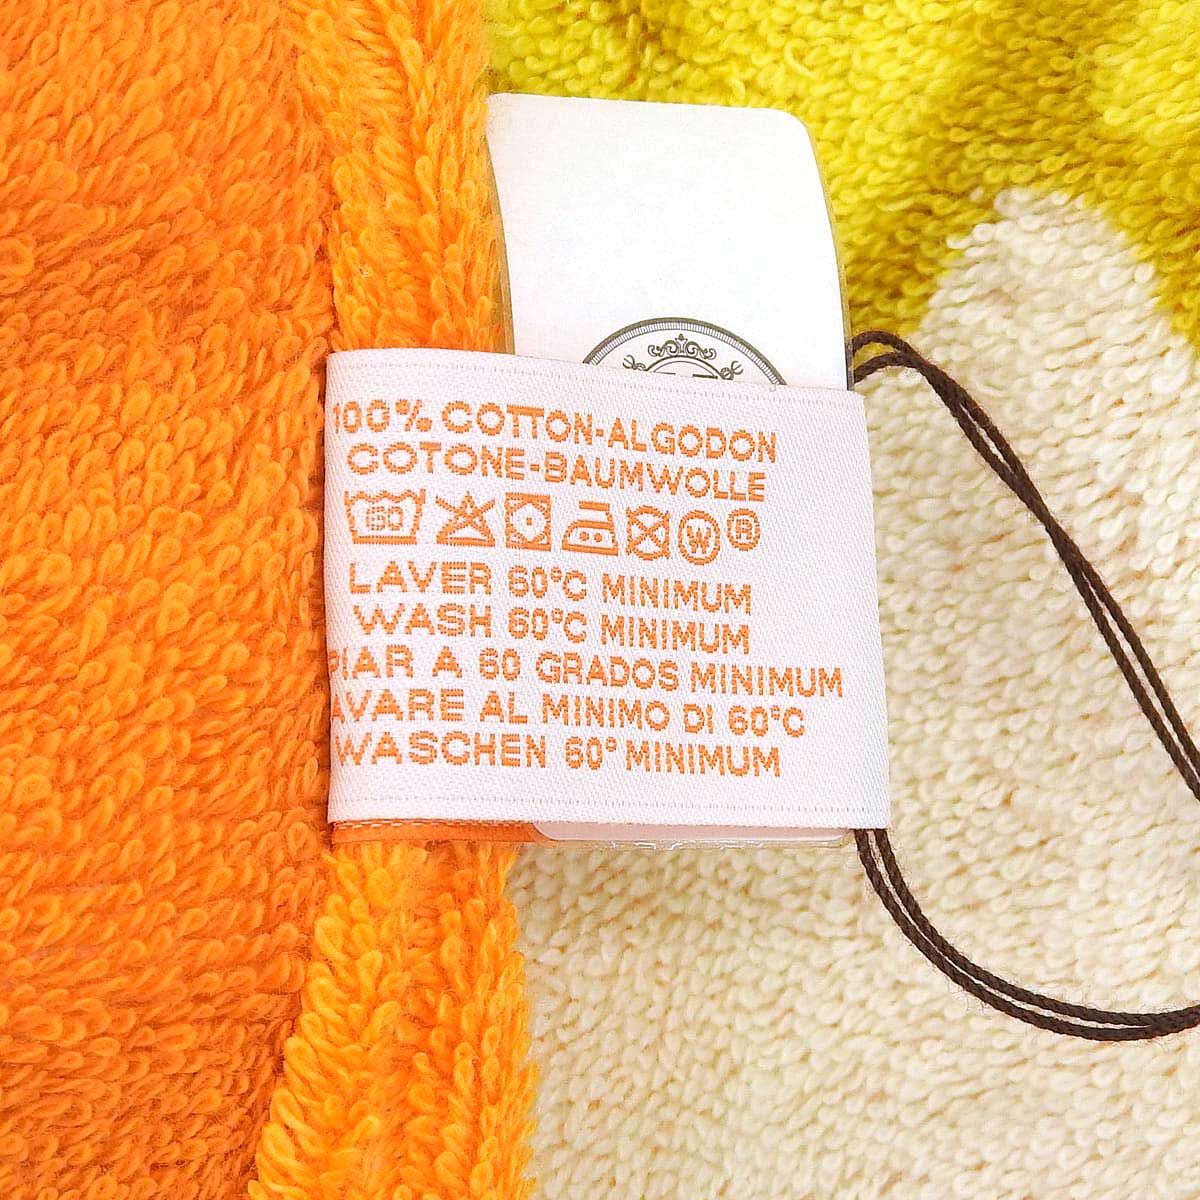 100% COTTON-ALGODON
COTONE-BAUMWOLLE
60 W R
LAVER 60°C MINIMUM
WASH 60°C MINIMUM
PIAR A 60 GRADOS MINIMUM
AVARE AL MINIMO DI 60°C
WASCHEN 60° MINIMUM